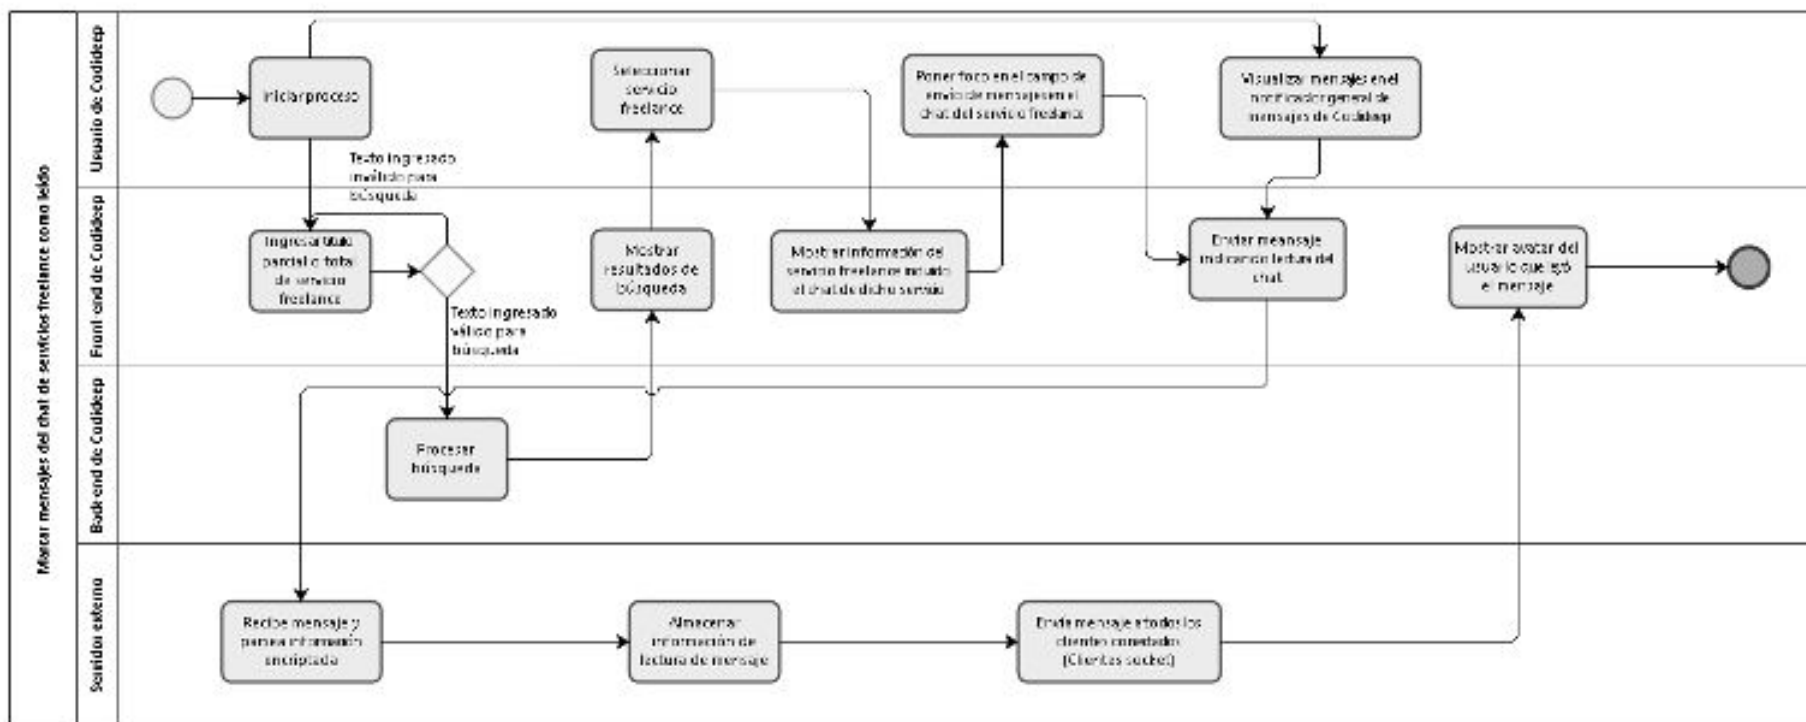 Marcar mensajes del chat de servicios freelance como leído
Usuario de Codideep
Iniciar proceso
Seleccionar
servicio
freelance
Poner foco en el campo de
envío de mensajes en el
chat del servicio freelance
Visualizar mensajes en el
notificador general de
mensajes de Codideep
Texto ingresado
inválido para
búsqueda
Front-end de Codideep
Ingresar título
parcial o total
de servicio
freelance
Texto ingresado
válido para
búsqueda
Mostrar
resultados de
búsqueda
Mostrar información del
servicio freelance incluido
el chat de dicho servicio
Enviar meansaje
indicando lectura del
chat
Mostrar avatar del
usuario que leyó
el mensaje
Back-end de Codideep
Procesar
búsqueda
Servidor externo
Recibe mensaje y
parsea información
encriptada
Almacenar
información de
lectura de mensaje
Envía mensaje a todos los
clientes conectados
(Clientes socket)